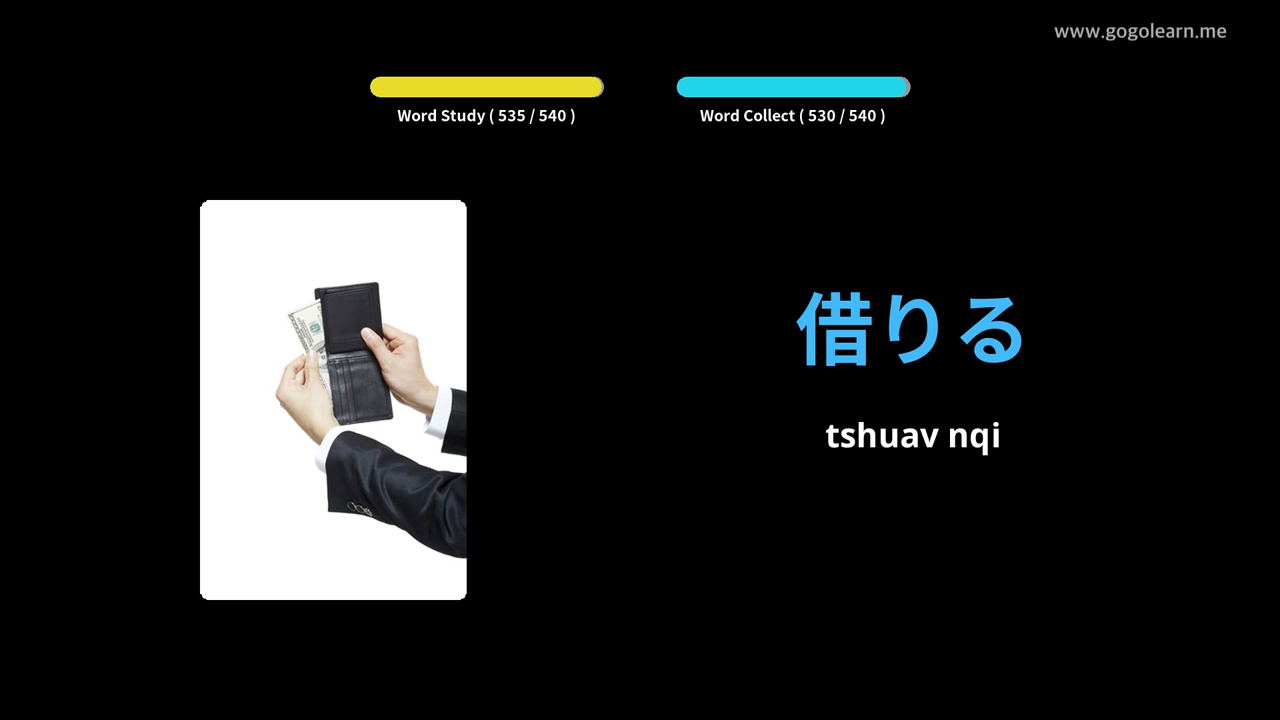 www.gogolearn.me
Word Study ( 535 / 540 )
Word Collect ( 530 / 540 )
借りる
tshuav nqi